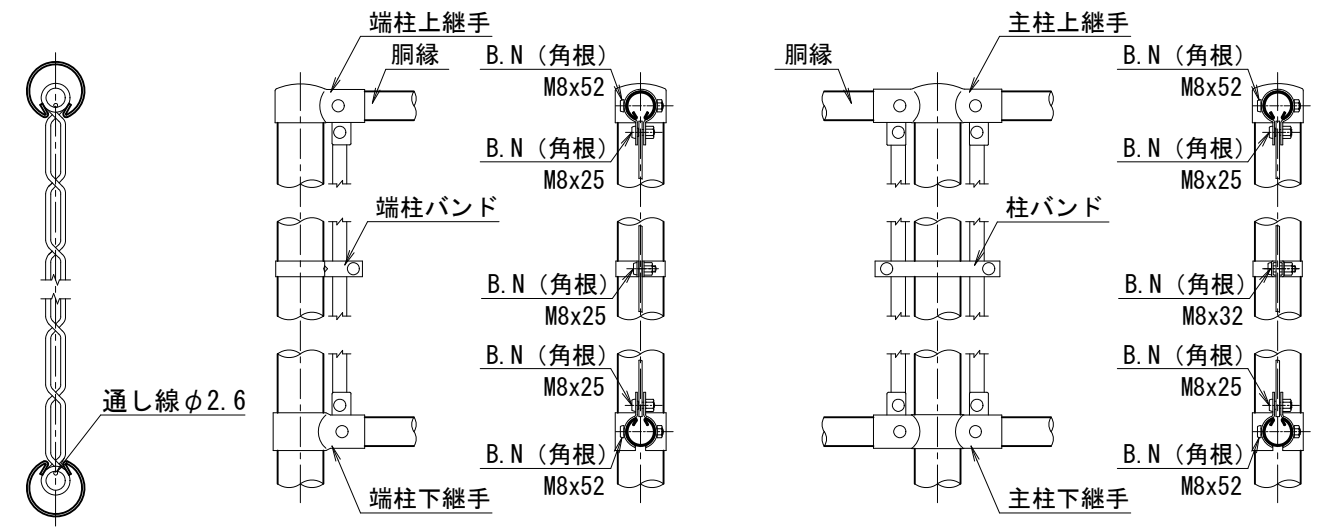 端柱上継手
胴縁
B.N（角根）
M8x52
B.N（角根）
M8x25
端柱バンド
B.N（角根）
M8x25
B.N（角根）
M8x25
通し線φ2.6
B.N（角根）
M8x52
端柱下継手
主柱上継手
胴縁
B.N（角根）
M8x52
B.N（角根）
M8x25
柱バンド
B.N（角根）
M8x32
B.N（角根）
M8x25
B.N（角根）
M8x52
主柱下継手